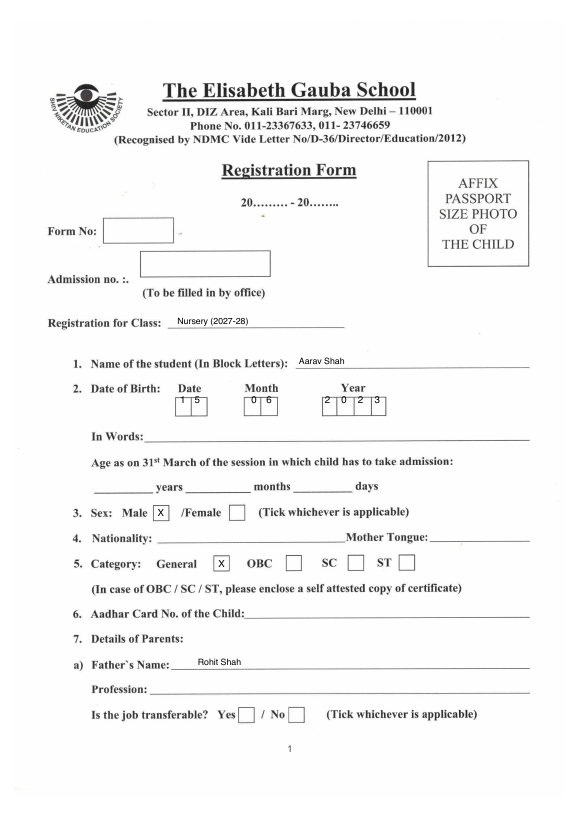 SHIV NIKETAN EDUCATION SOCIETY
The Elisabeth Gauba School
Sector II, DIZ Area, Kali Bari Marg, New Delhi – 110001
Phone No. 011-23367633, 011- 23746659
(Recognised by NDMC Vide Letter No/D-36/Director/Education/2012)
Registration Form
20......... - 20........
AFFIX
PASSPORT
SIZE PHOTO
OF
THE CHILD
Form No:
Admission no. :.
(To be filled in by office)
Registration for Class: Nursery (2027-28)
1. Name of the student (In Block Letters): Aarav Shah
2. Date of Birth: Date Month Year
1 5 0 6 2 0 2 3
In Words:
Age as on 31st March of the session in which child has to take admission:
years months days
3. Sex: Male X /Female (Tick whichever is applicable)
4. Nationality: Mother Tongue:
5. Category: General X OBC SC ST
(In case of OBC / SC / ST, please enclose a self attested copy of certificate)
6. Aadhar Card No. of the Child:
7. Details of Parents:
a) Father`s Name: Rohit Shah
Profession:
Is the job transferable? Yes / No (Tick whichever is applicable)
1